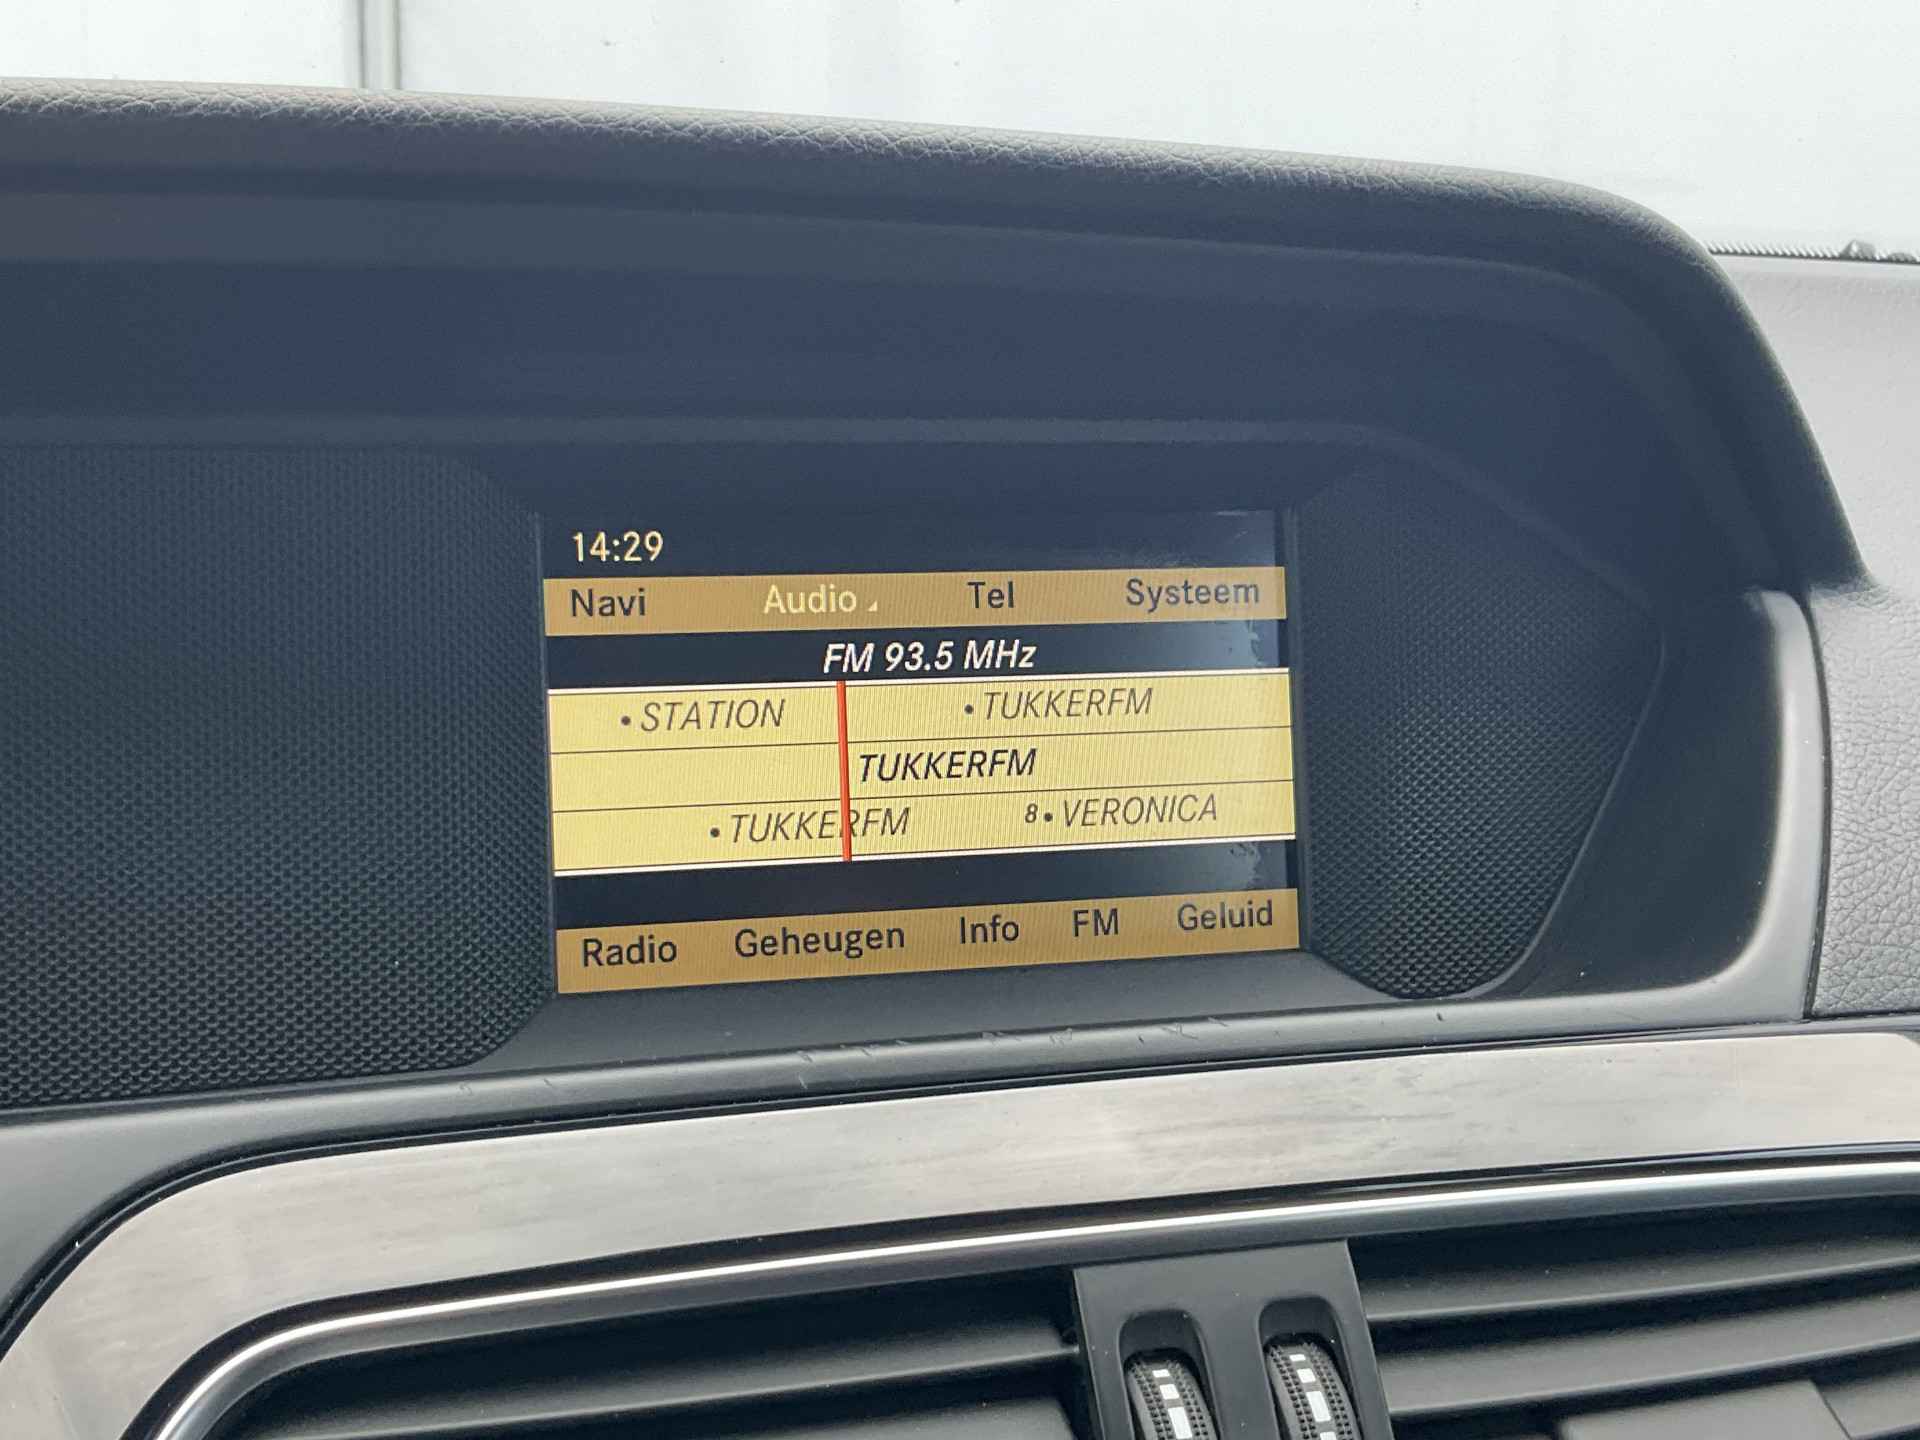 14:29
Navi Audio Tel Systeem
FM 93.5 MHz
• STATION • TUKKERFM
TUKKERFM
• TUKKERFM 8 • VERONICA
Radio Geheugen Info FM Geluid